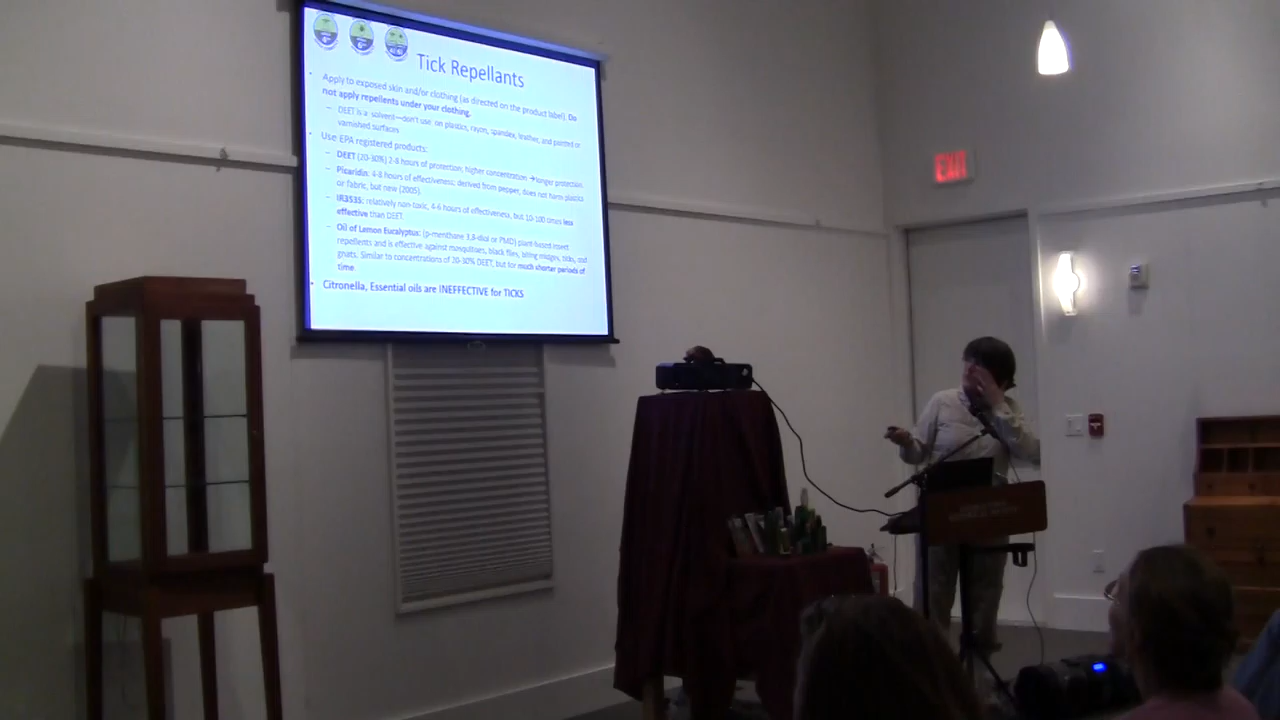 Tick Repellants
• Apply to exposed skin and/or clothing (as directed on the product label). Do
not apply repellents under your clothing.
– DEET is a solvent—don't use on plastics, rayon, spandex, leather, and painted or
varnished surfaces
• Use EPA registered products:
– DEET (20-30%) 2-8 hours of protection; higher concentration → longer protection.
– Picaridin: 4-8 hours of effectiveness; derived from pepper, does not harm plastics
or fabric, but new (2005).
– IR3535: relatively non-toxic, 4-6 hours of effectiveness, but 10-100 times less
effective than DEET.
– Oil of Lemon Eucalyptus: (p-menthane 3,8-diol or PMD) plant-based insect
repellents and is effective against mosquitoes, black flies, biting midges, ticks, and
gnats. Similar to concentrations of 20-30% DEET, but for much shorter periods of
time.
• Citronella, Essential oils are INEFFECTIVE for TICKS
EXIT